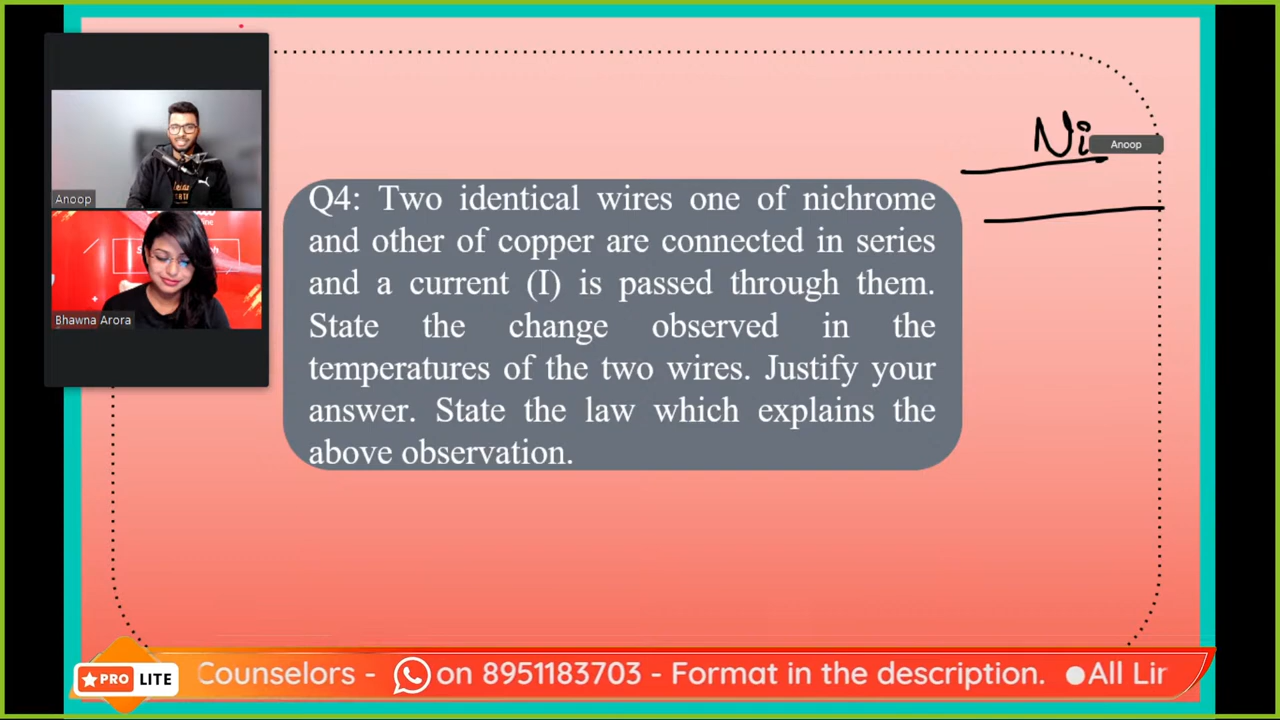 Ni
Anoop
Anoop
Bhawna Arora
Q4: Two identical wires one of nichrome
and other of copper are connected in series
and a current (I) is passed through them.
State the change observed in the
temperatures of the two wires. Justify your
answer. State the law which explains the
above observation.
PRO LITE
Counselors - on 8951183703 - Format in the description. ●All Lin